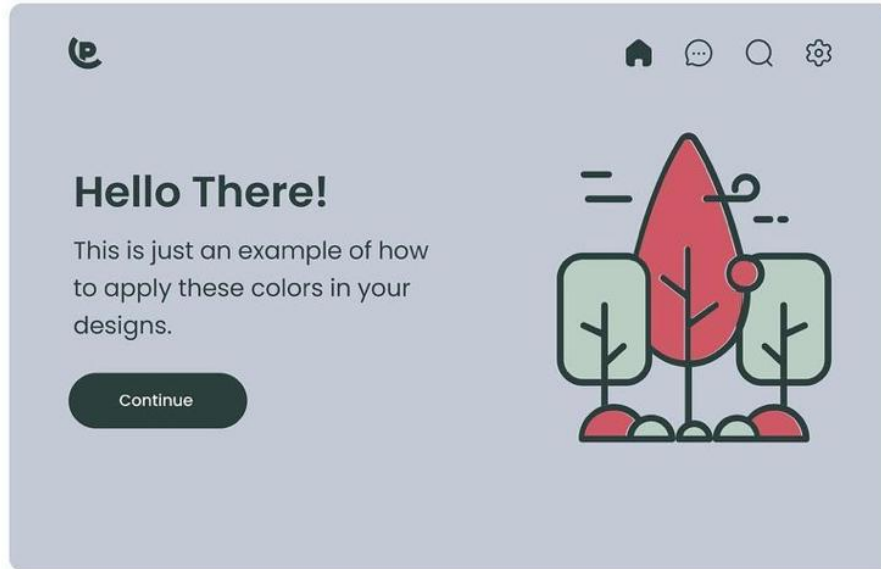 P
Hello There!
This is just an example of how
to apply these colors in your
designs.
Continue